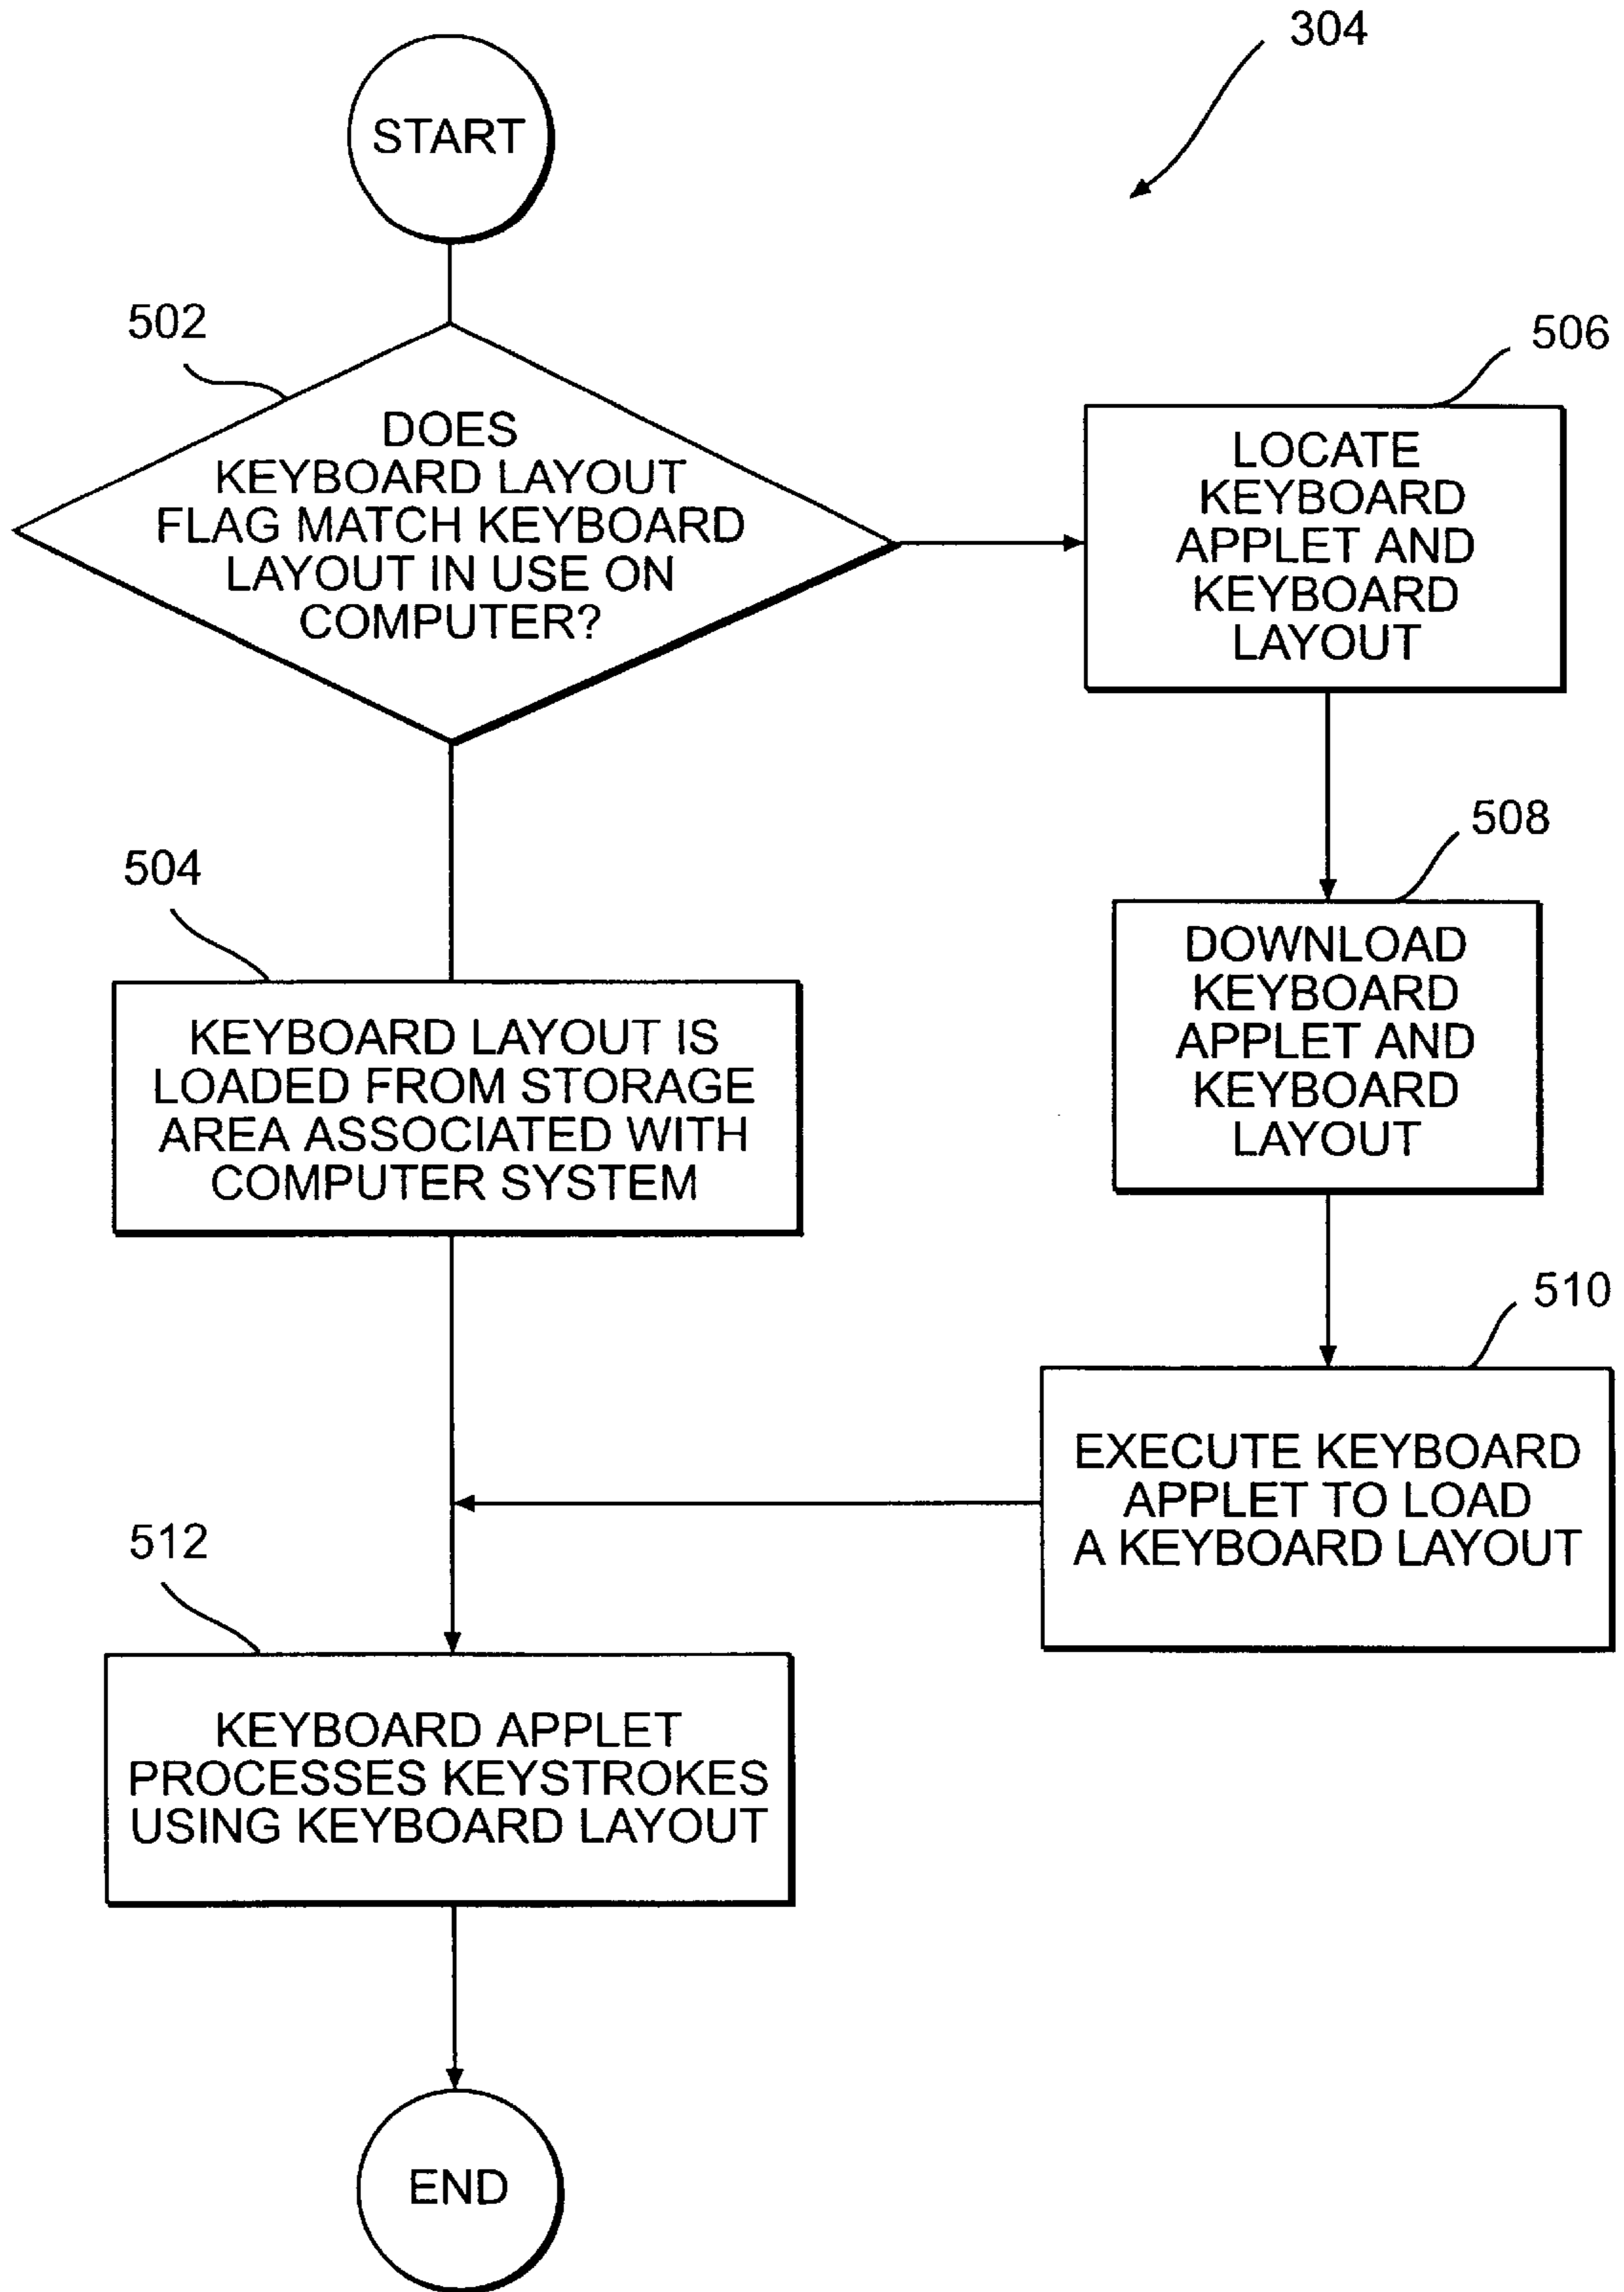 304
START
502
DOES
KEYBOARD LAYOUT
FLAG MATCH KEYBOARD
LAYOUT IN USE ON
COMPUTER?
506
LOCATE
KEYBOARD
APPLET AND
KEYBOARD
LAYOUT
504
KEYBOARD LAYOUT IS
LOADED FROM STORAGE
AREA ASSOCIATED WITH
COMPUTER SYSTEM
508
DOWNLOAD
KEYBOARD
APPLET AND
KEYBOARD
LAYOUT
510
EXECUTE KEYBOARD
APPLET TO LOAD
A KEYBOARD LAYOUT
512
KEYBOARD APPLET
PROCESSES KEYSTROKES
USING KEYBOARD LAYOUT
END